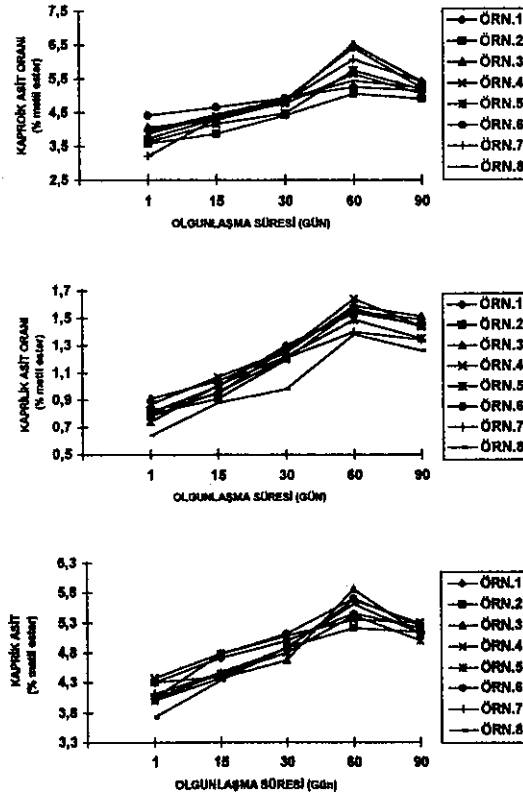 KAPROİK ASİT ORANI
(% metil ester)
7,5
6,5
5,5
4,5
3,5
2,5
1 15 30 60 90
OLGUNLAŞMA SÜRESİ (GÜN)
ÖRN.1
ÖRN.2
ÖRN.3
ÖRN.4
ÖRN.5
ÖRN.6
ÖRN.7
ÖRN.8
KAPRİLİK ASİT ORANI
(% metil ester)
1,7
1,5
1,3
1,1
0,9
0,7
0,5
1 15 30 60 90
OLGUNLAŞMA SÜRESİ (GÜN)
ÖRN.1
ÖRN.2
ÖRN.3
ÖRN.4
ÖRN.5
ÖRN.6
ÖRN.7
ÖRN.8
KAPRİK ASİT
(% metil ester)
6,3
5,8
5,3
4,8
4,3
3,8
3,3
1 15 30 60 90
OLGUNLAŞMA SÜRESİ (Gün)
ÖRN.1
ÖRN.2
ÖRN.3
ÖRN.4
ÖRN.5
ÖRN.6
ÖRN.7
ÖRN.8